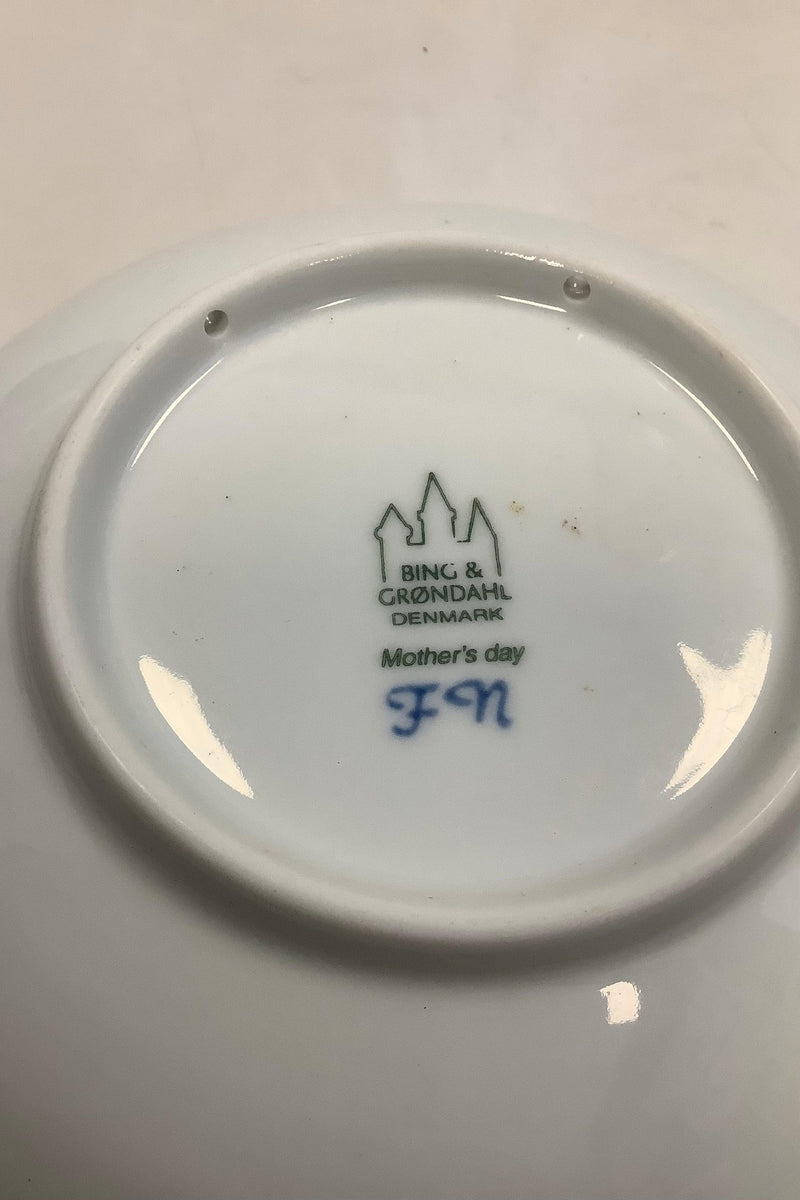 BING &
GRØNDAHL
DENMARK
Mother's day
FN